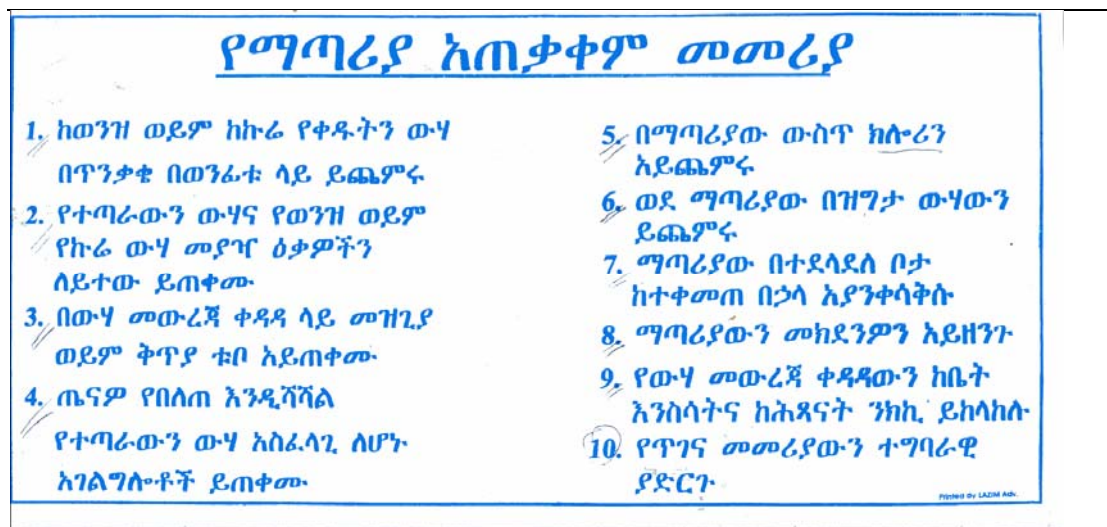 የማጣሪያ አጠቃቀም መመሪያ
1. ከወንዝ ወይም ከኩሬ የቀዱትን ውሃ
በጥንቃቄ በወንፊቱ ላይ ይጨምሩ
2. የተጣራውን ውሃና የወንዝ ወይም
የኩሬ ውሃ መያዣ ዕቃዎችን
ለይተው ይጠቀሙ
3. በውሃ መውረጃ ቀዳዳ ላይ መዝጊያ
ወይም ቅጥያ ቱቦ አይጠቀሙ
4. ጤናዎ የበለጠ እንዲሻሻል
የተጣራውን ውሃ አስፈላጊ ለሆኑ
አገልግሎቶች ይጠቀሙ
5. በማጣሪያው ውስጥ ክሎሪን
አይጨምሩ
6. ወደ ማጣሪያው በዝግታ ውሃውን
ይጨምሩ
7. ማጣሪያው በተደላደለ ቦታ
ከተቀመጠ በኃላ አያንቀሳቅሱ
8. ማጣሪያውን መክደንዎን አይዘንጉ
9. የውሃ መውረጃ ቀዳዳውን ከቤት
እንስሳትና ከሕጻናት ንክኪ ይከላከሉ
10. የጥገና መመሪያውን ተግባራዊ
ያድርጉ
Printed by LAZIM Adv.